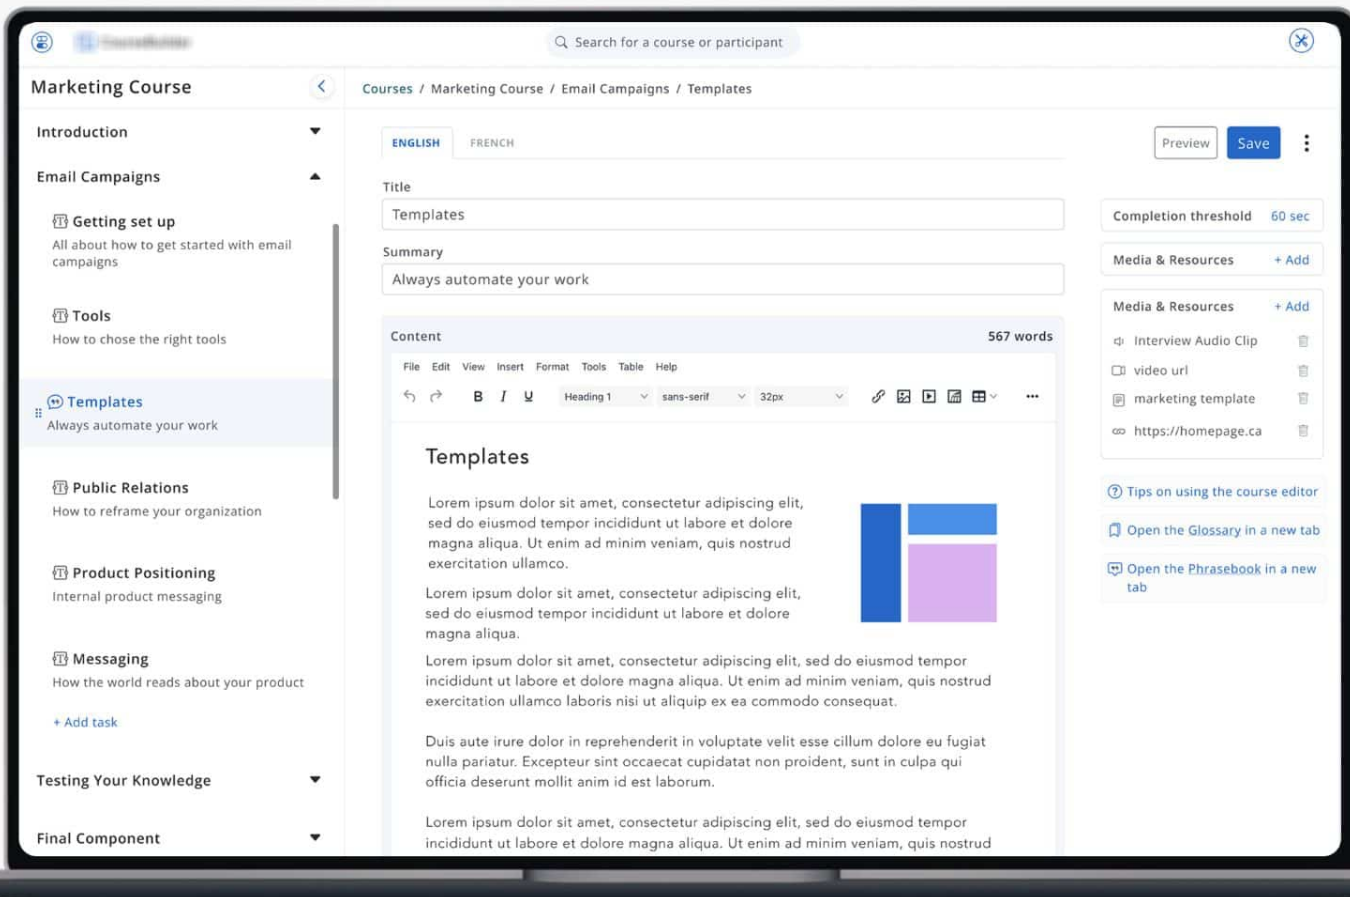 Search for a course or participant
Marketing Course
Courses / Marketing Course / Email Campaigns / Templates
Introduction
Email Campaigns
Getting set up
All about how to get started with email
campaigns
Tools
How to chose the right tools
Templates
Always automate your work
Public Relations
How to reframe your organization
Product Positioning
Internal product messaging
Messaging
How the world reads about your product
+ Add task
Testing Your Knowledge
Final Component
ENGLISH FRENCH
Preview Save
Title
Templates
Summary
Always automate your work
Content 567 words
File Edit View Insert Format Tools Table Help
B I U Heading 1 sans-serif 32px
Templates
Lorem ipsum dolor sit amet, consectetur adipiscing elit,
sed do eiusmod tempor incididunt ut labore et dolore
magna aliqua. Ut enim ad minim veniam, quis nostrud
exercitation ullamco.
Lorem ipsum dolor sit amet, consectetur adipiscing elit,
sed do eiusmod tempor incididunt ut labore et dolore
magna aliqua.
Lorem ipsum dolor sit amet, consectetur adipiscing elit, sed do eiusmod tempor
incididunt ut labore et dolore magna aliqua. Ut enim ad minim veniam, quis nostrud
exercitation ullamco laboris nisi ut aliquip ex ea commodo consequat.
Duis aute irure dolor in reprehenderit in voluptate velit esse cillum dolore eu fugiat
nulla pariatur. Excepteur sint occaecat cupidatat non proident, sunt in culpa qui
officia deserunt mollit anim id est laborum.
Lorem ipsum dolor sit amet, consectetur adipiscing elit, sed do eiusmod tempor
incididunt ut labore et dolore magna aliqua. Ut enim ad minim veniam, quis nostrud
Completion threshold 60 sec
Media & Resources + Add
Media & Resources + Add
Interview Audio Clip
video url
marketing template
https://homepage.ca
Tips on using the course editor
Open the Glossary in a new tab
Open the Phrasebook in a new
tab